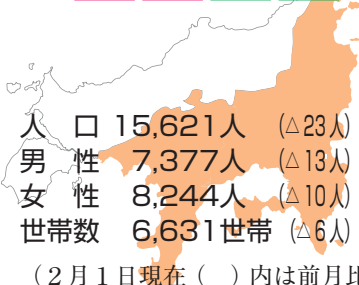 人　口 15,621人 (△23人)
男　性 7,377人 (△13人)
女　性 8,244人 (△10人)
世帯数 6,631世帯 (△6人)
(２月１日現在(　)内は前月比